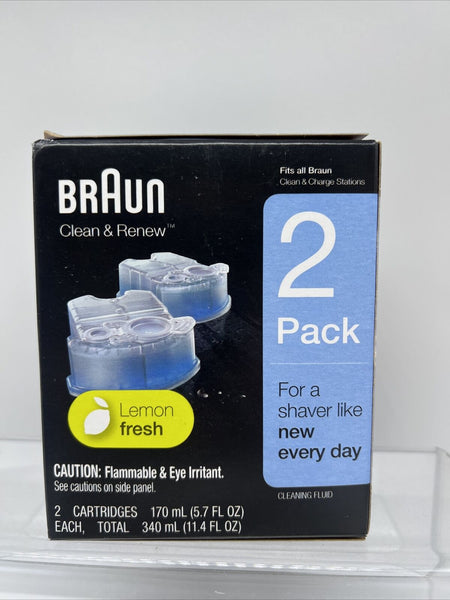 BRAUN
Clean & Renew™
Fits all Braun
Clean & Charge Stations
2
Pack
For a
shaver like
new
every day
Lemon
fresh
CAUTION: Flammable & Eye Irritant.
See cautions on side panel.
2 CARTRIDGES 170 mL (5.7 FL OZ)
EACH, TOTAL 340 mL (11.4 FL OZ)
CLEANING FLUID